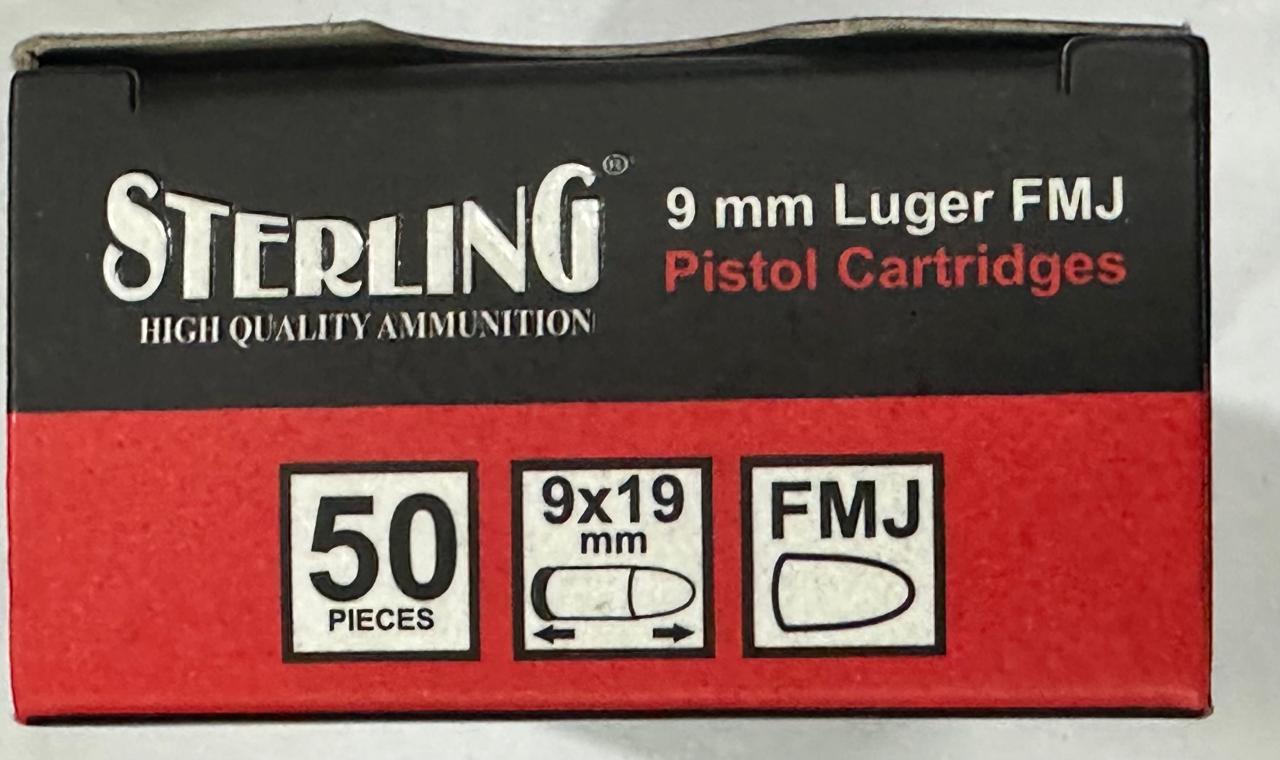 STERLING®
HIGH QUALITY AMMUNITION
9 mm Luger FMJ
Pistol Cartridges
50
PIECES
9x19
mm
FMJ